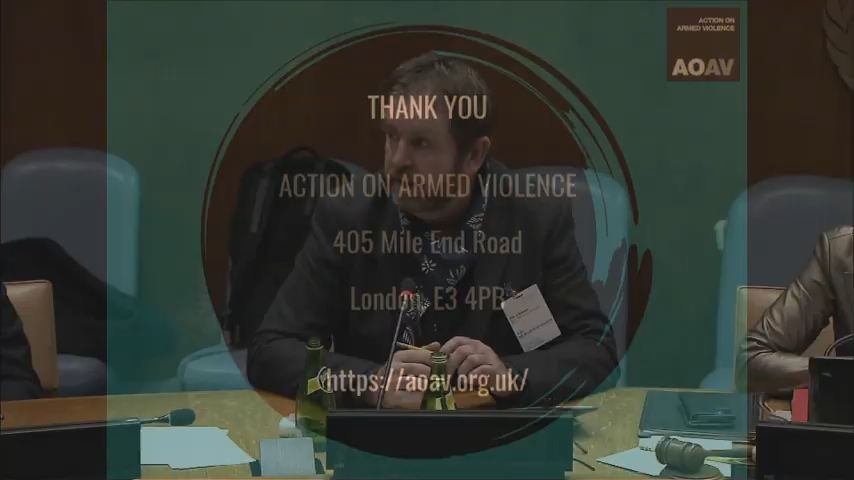 ACTION ON
ARMED VIOLENCE
AOAV
THANK YOU
ACTION ON ARMED VIOLENCE
405 Mile End Road
London, E3 4PB
https://aoav.org.uk/